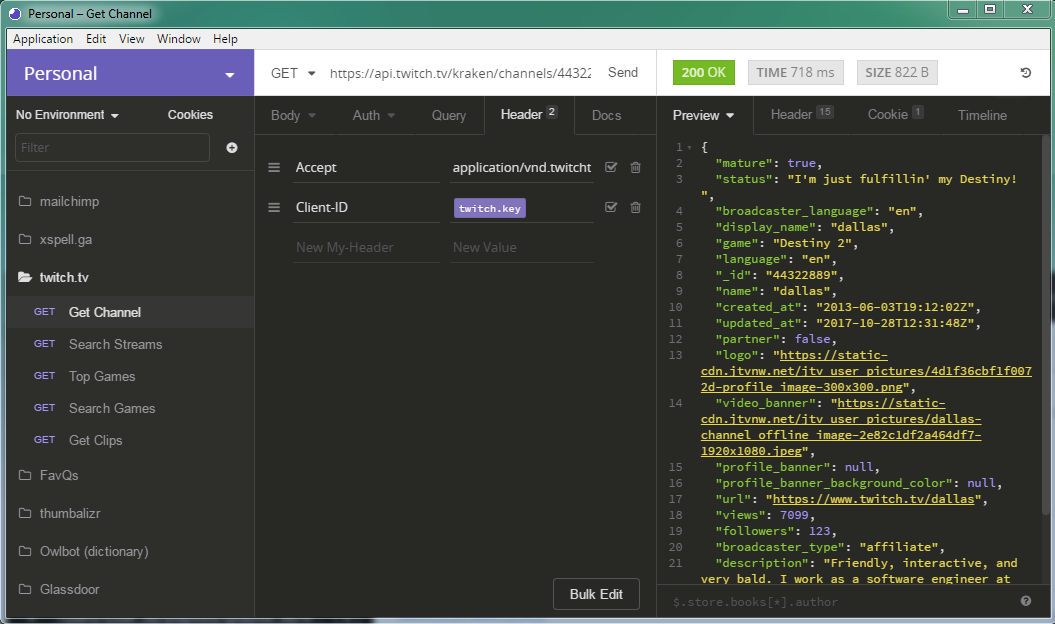 Personal – Get Channel
Application Edit View Window Help
Personal
GET https://api.twitch.tv/kraken/channels/44322 Send
200 OK TIME 718 ms SIZE 822 B
No Environment Cookies
Body Auth Query Header 2 Docs
Preview Header 15 Cookie 1 Timeline
Filter
mailchimp
xspell.ga
twitch.tv
GET Get Channel
GET Search Streams
GET Top Games
GET Search Games
GET Get Clips
FavQs
thumbalizr
Owlbot (dictionary)
Glassdoor
Accept application/vnd.twitcht
Client-ID twitch.key
New My-Header New Value
Bulk Edit
1 {
2 "mature": true,
3 "status": "I'm just fulfillin' my Destiny!
",
4 "broadcaster_language": "en",
5 "display_name": "dallas",
6 "game": "Destiny 2",
7 "language": "en",
8 "_id": "44322889",
9 "name": "dallas",
10 "created_at": "2013-06-03T19:12:02Z",
11 "updated_at": "2017-10-28T12:31:48Z",
12 "partner": false,
13 "logo": "https://static-
cdn.jtvnw.net/jtv_user_pictures/4d1f36cbf1f007
2d-profile_image-300x300.png",
14 "video_banner": "https://static-
cdn.jtvnw.net/jtv_user_pictures/dallas-
channel_offline_image-2e82c1df2a464df7-
1920x1080.jpeg",
15 "profile_banner": null,
16 "profile_banner_background_color": null,
17 "url": "https://www.twitch.tv/dallas",
18 "views": 7099,
19 "followers": 123,
20 "broadcaster_type": "affiliate",
21 "description": "Friendly, interactive, and
very bald. I work as a software engineer at
$.store.books[*].author